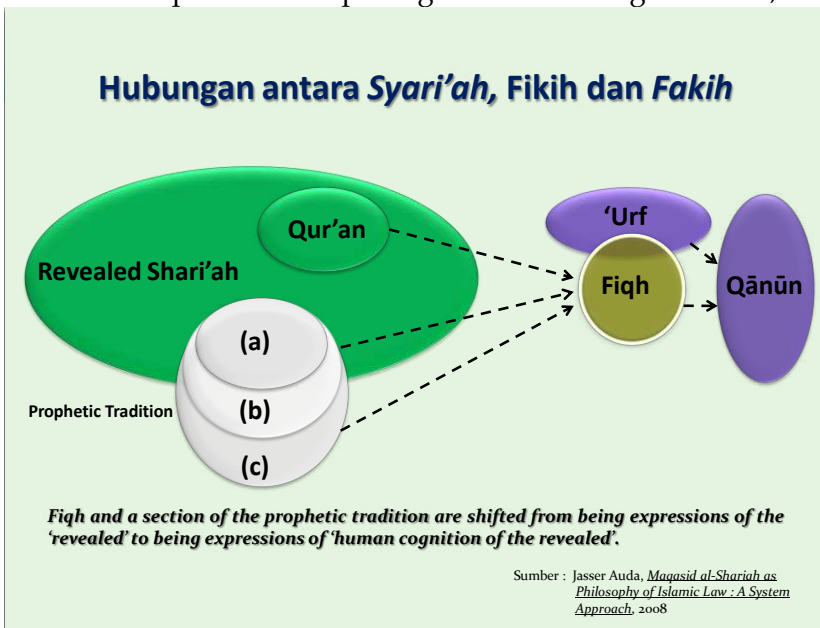 Hubungan antara Syari'ah, Fikih dan Fakih
'Urf
Qur'an
Revealed Shari'ah
Fiqh
Qānūn
(a)
Prophetic Tradition
(b)
(c)
Fiqh and a section of the prophetic tradition are shifted from being expressions of the
'revealed' to being expressions of 'human cognition of the revealed'.
Sumber : Jasser Auda, Maqasid al-Shariah as
Philosophy of Islamic Law : A System
Approach, 2008